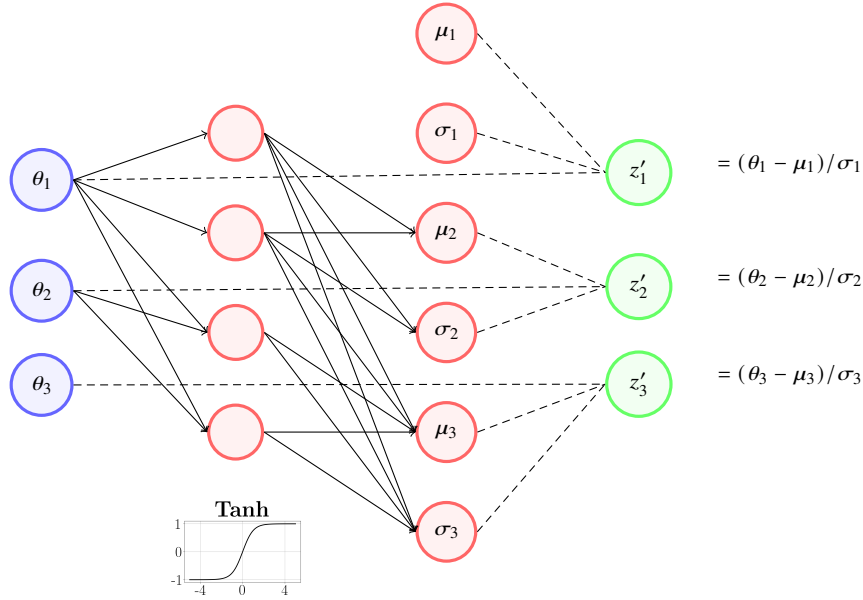 μ₁
σ₁
θ₁
z′₁
= (θ₁ − μ₁)/σ₁
μ₂
θ₂
z′₂
= (θ₂ − μ₂)/σ₂
σ₂
θ₃
z′₃
= (θ₃ − μ₃)/σ₃
μ₃
σ₃
Tanh
1
0
-1
-4 0 4